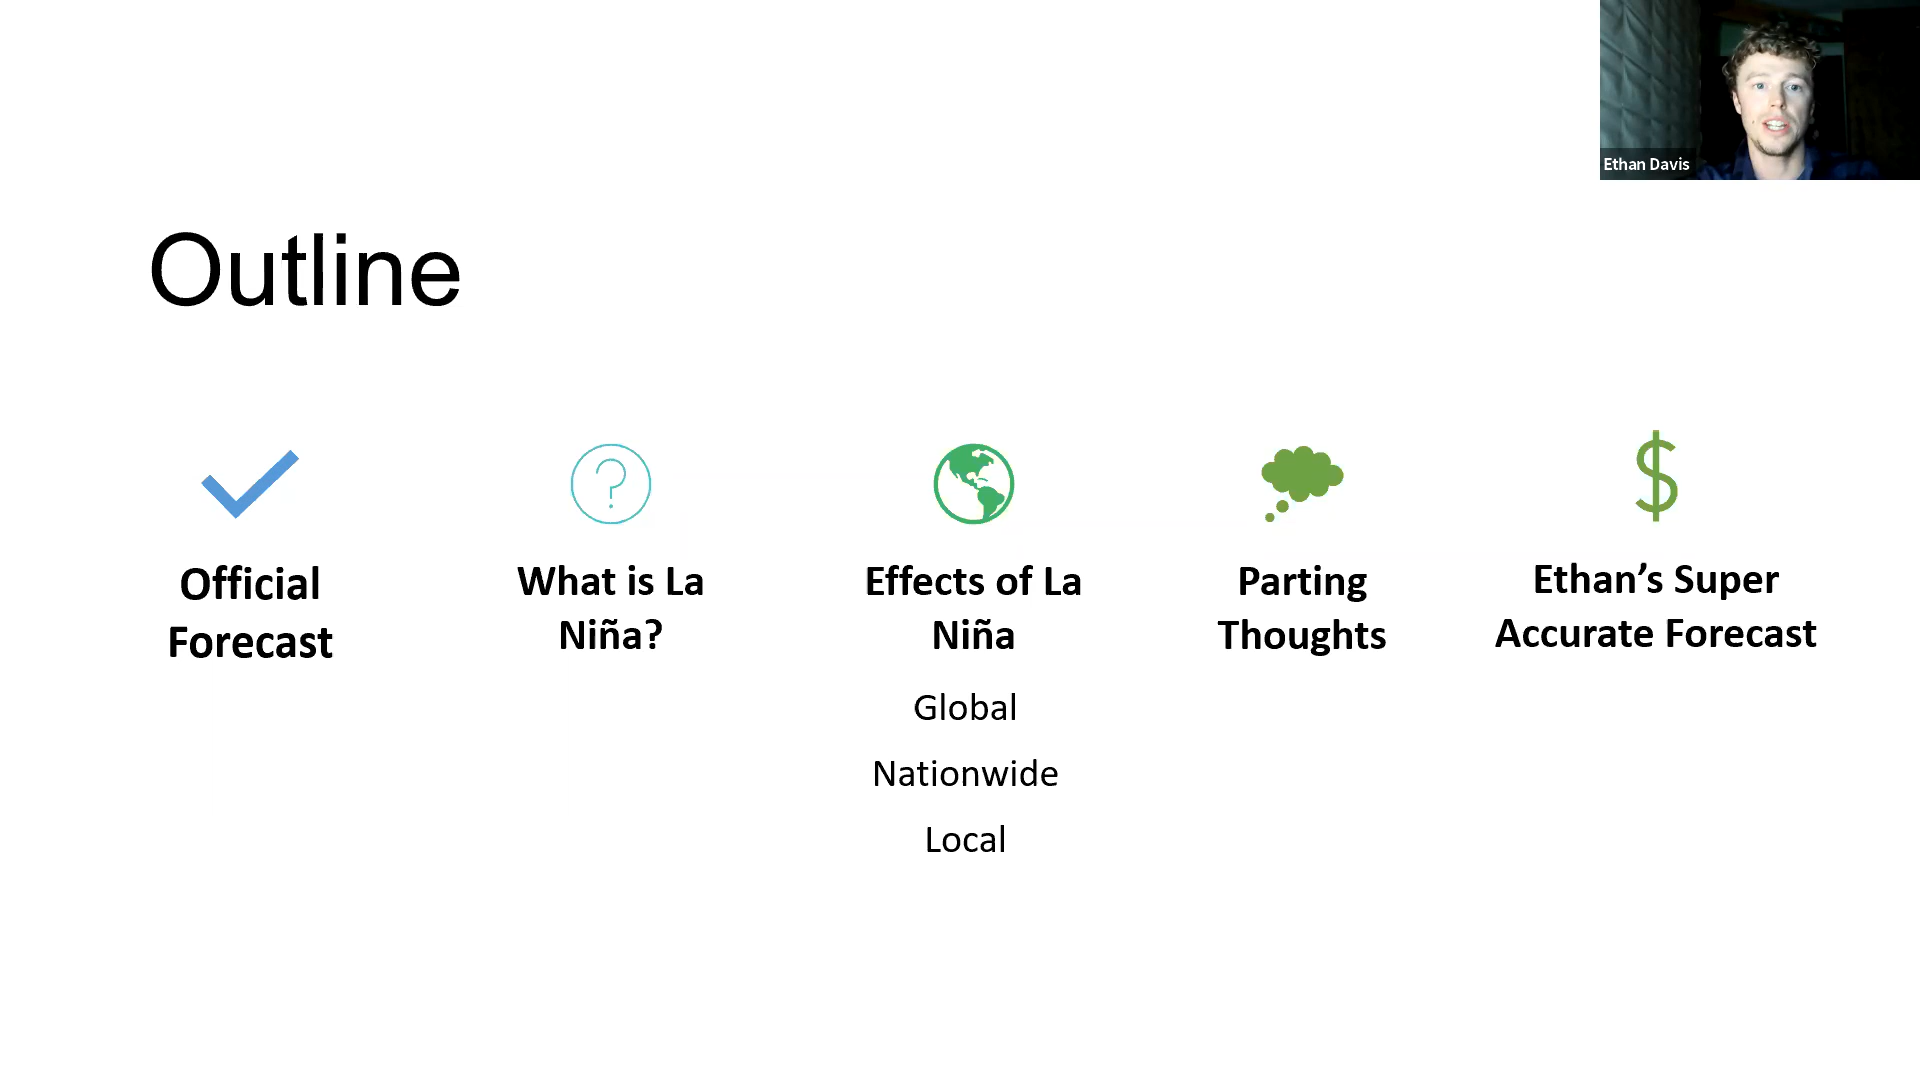 Ethan Davis
Outline
Official
Forecast
What is La
Niña?
Effects of La
Niña
Global
Nationwide
Local
Parting
Thoughts
Ethan’s Super
Accurate Forecast